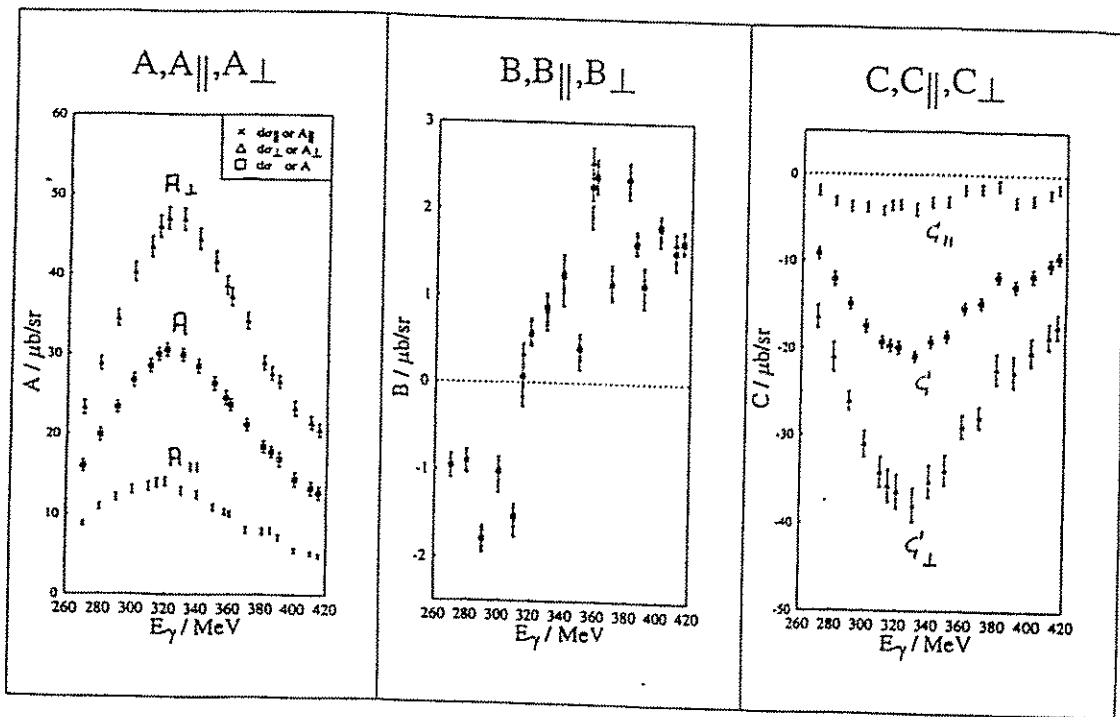 A,A∥,A⊥
60
50
40
30
20
10
0
A / μb/sr
× dσ∥ or A∥
△ dσ⊥ or A⊥
□ dσ or A
A⊥
A
A∥
260 280 300 320 340 360 380 400 420
Eγ / MeV
B,B∥,B⊥
3
2
1
0
-1
-2
B / μb/sr
260 280 300 320 340 360 380 400 420
Eγ / MeV
C,C∥,C⊥
0
-10
-20
-30
-40
-50
C / μb/sr
C∥
C
C⊥
260 280 300 320 340 360 380 400 420
Eγ / MeV